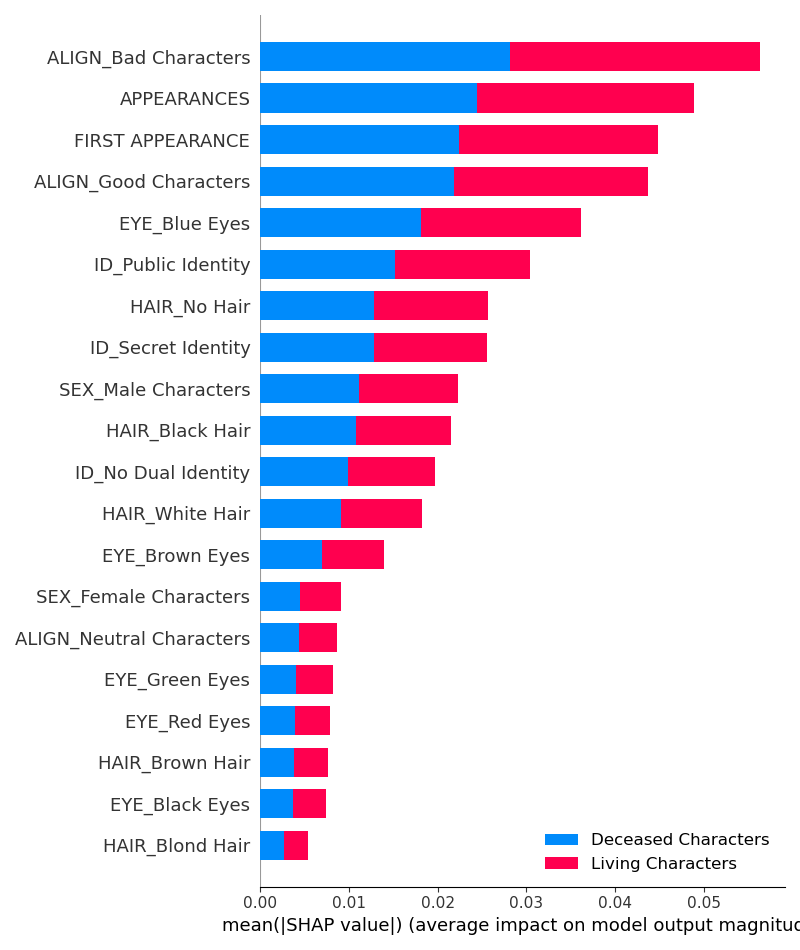 ALIGN_Bad Characters
APPEARANCES
FIRST APPEARANCE
ALIGN_Good Characters
EYE_Blue Eyes
ID_Public Identity
HAIR_No Hair
ID_Secret Identity
SEX_Male Characters
HAIR_Black Hair
ID_No Dual Identity
HAIR_White Hair
EYE_Brown Eyes
SEX_Female Characters
ALIGN_Neutral Characters
EYE_Green Eyes
EYE_Red Eyes
HAIR_Brown Hair
EYE_Black Eyes
HAIR_Blond Hair
Deceased Characters
Living Characters
0.00 0.01 0.02 0.03 0.04 0.05
mean(|SHAP value|) (average impact on model output magnitud